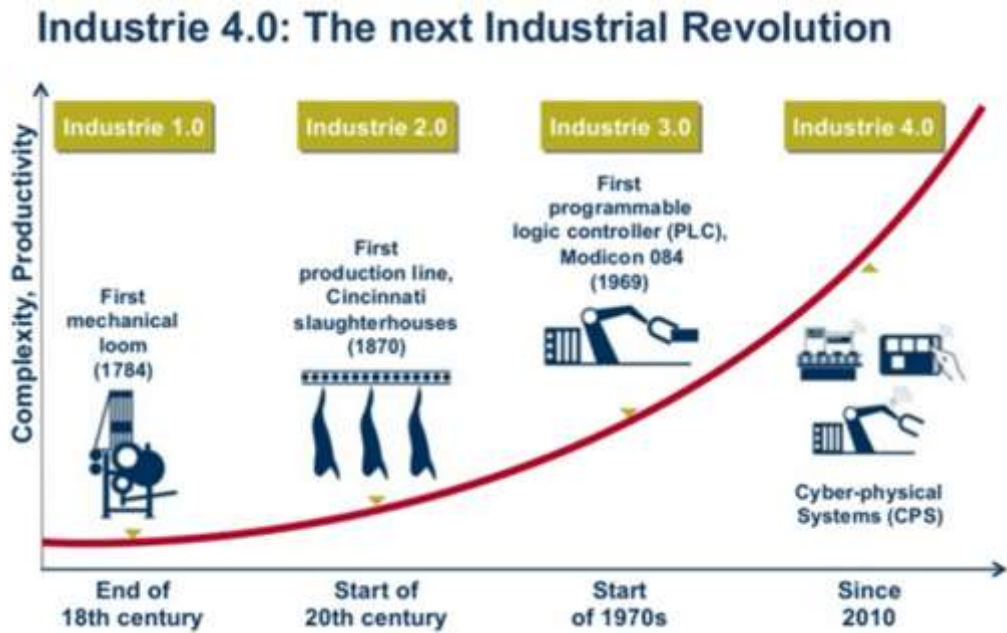 Industrie 4.0: The next Industrial Revolution
Complexity, Productivity
Industrie 1.0
Industrie 2.0
Industrie 3.0
Industrie 4.0
First
mechanical
loom
(1784)
First
production line,
Cincinnati
slaughterhouses
(1870)
First
programmable
logic controller (PLC),
Modicon 084
(1969)
Cyber-physical
Systems (CPS)
End of
18th century
Start of
20th century
Start
of 1970s
Since
2010